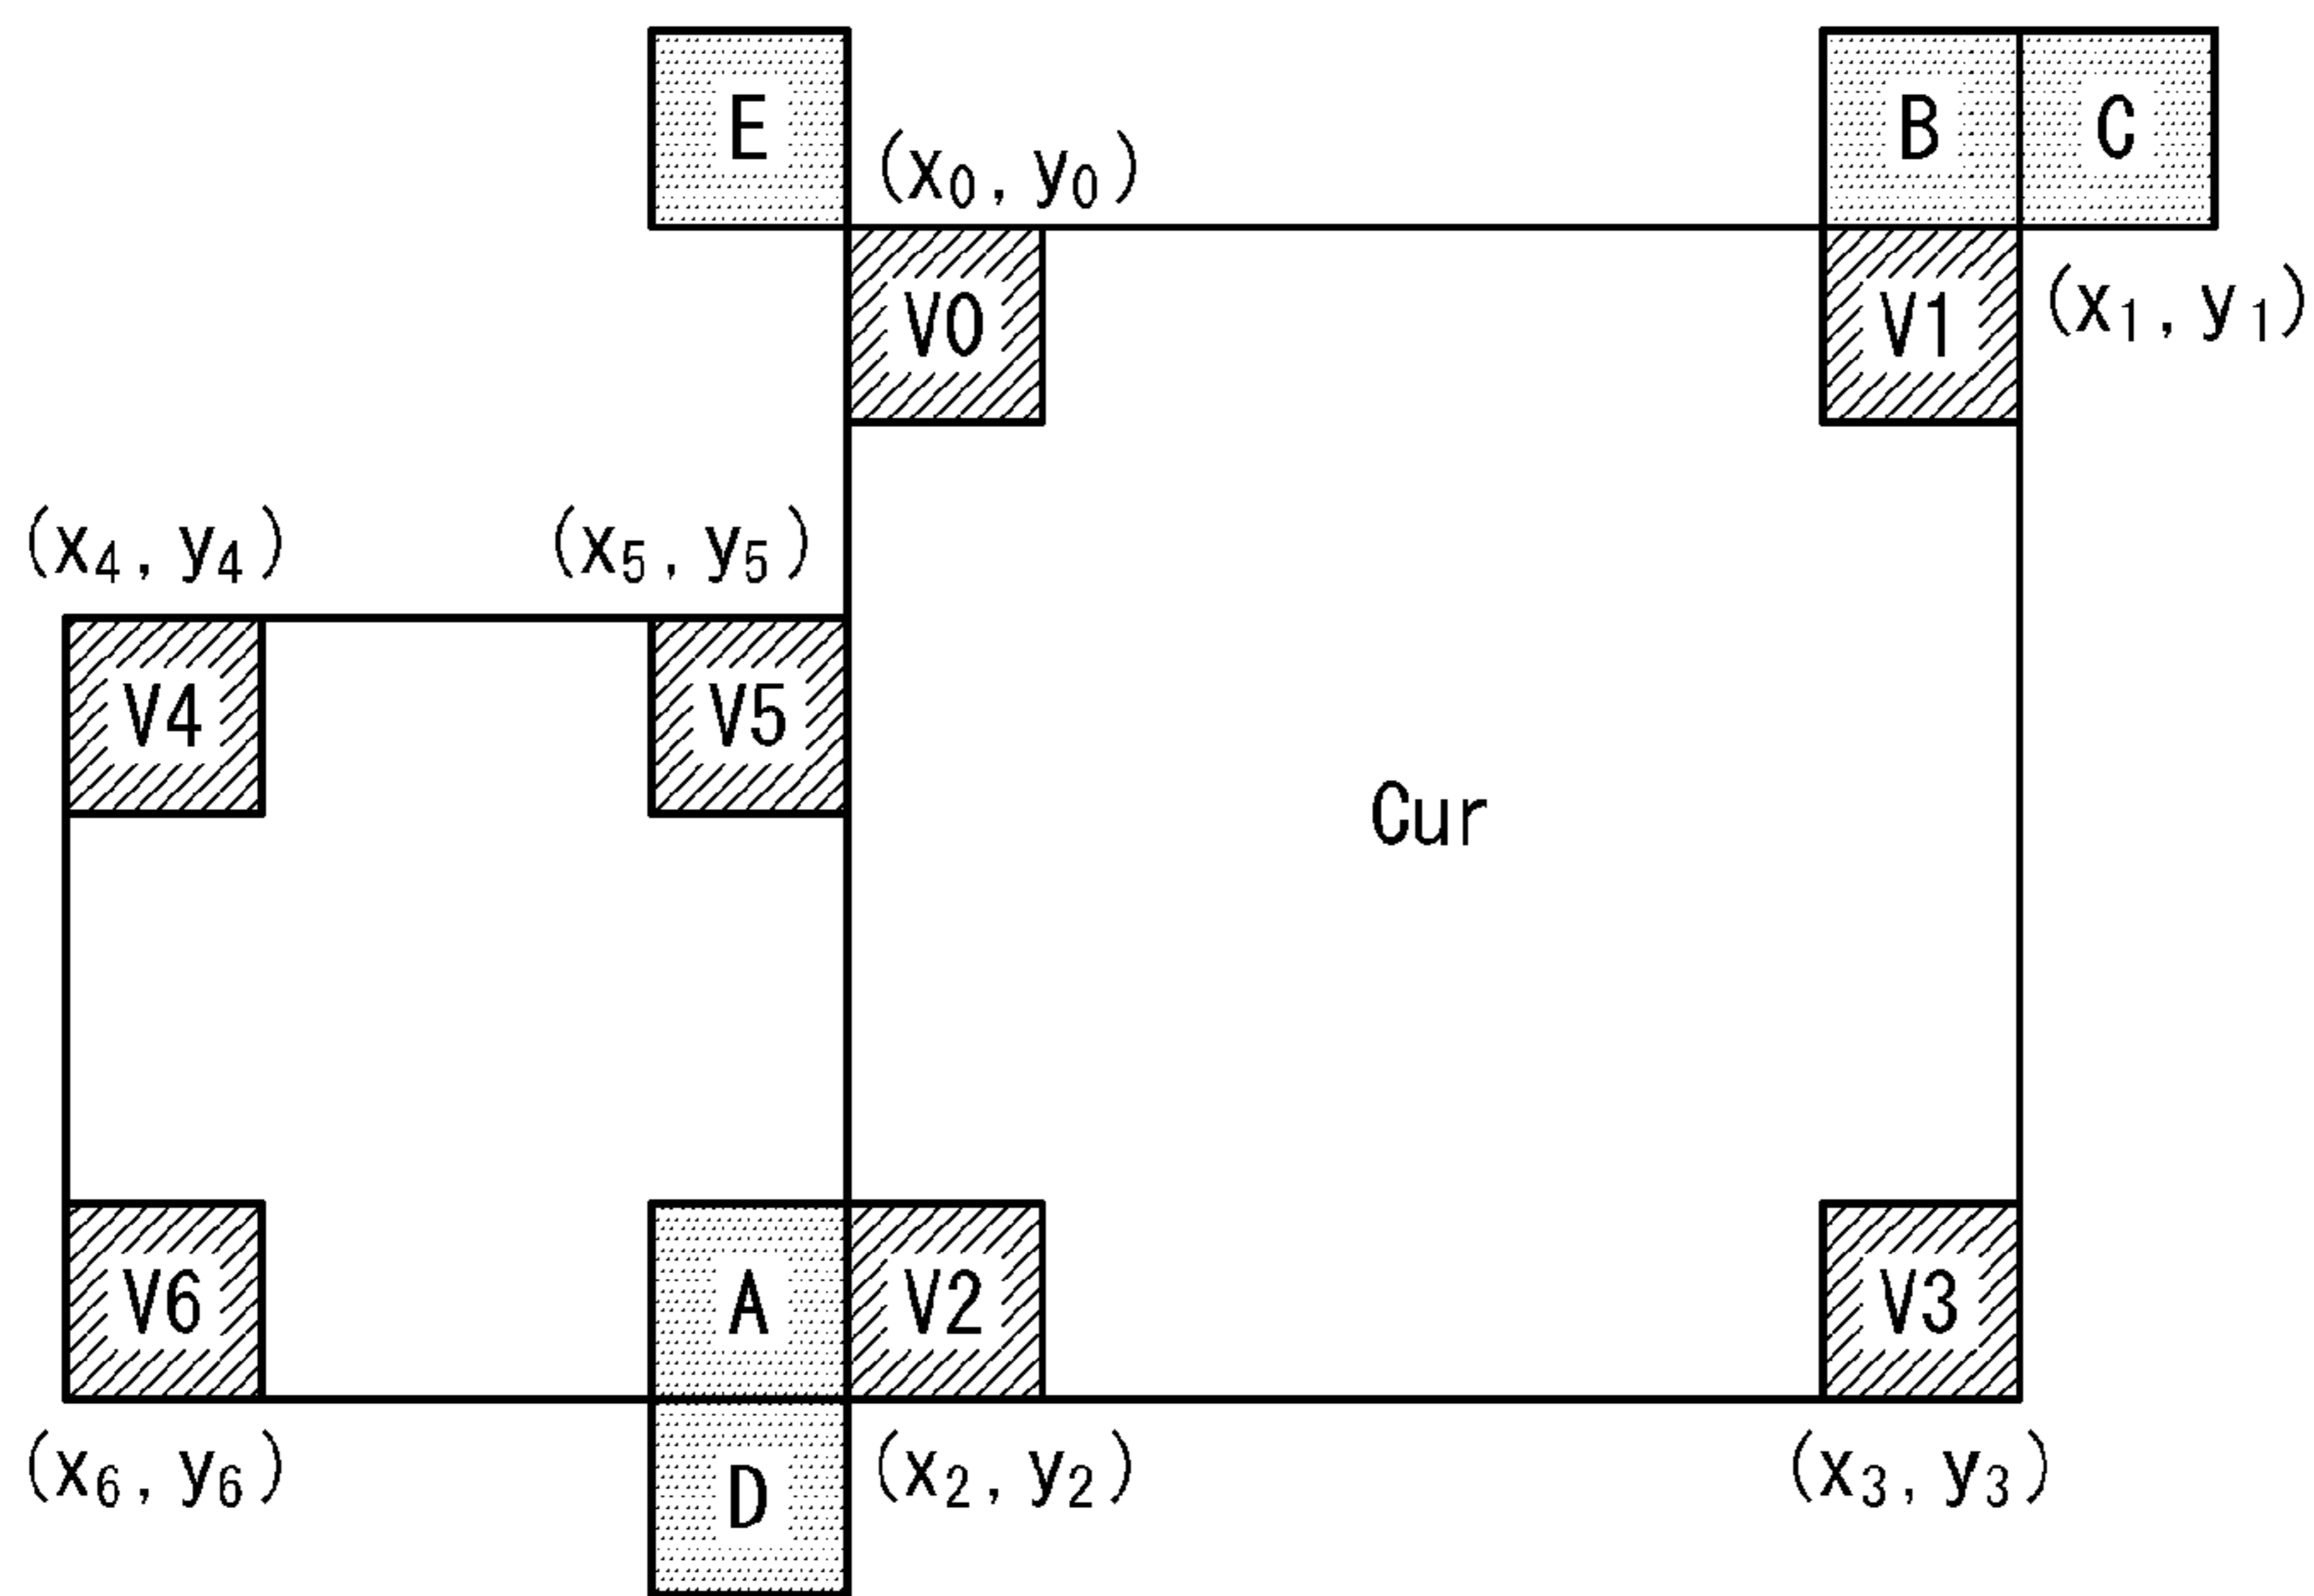 E B C
(x0, y0)
V0 V1 (x1, y1)
(x4, y4) (x5, y5)
V4 V5
Cur
V6 A V2 V3
(x6, y6) D (x2, y2) (x3, y3)